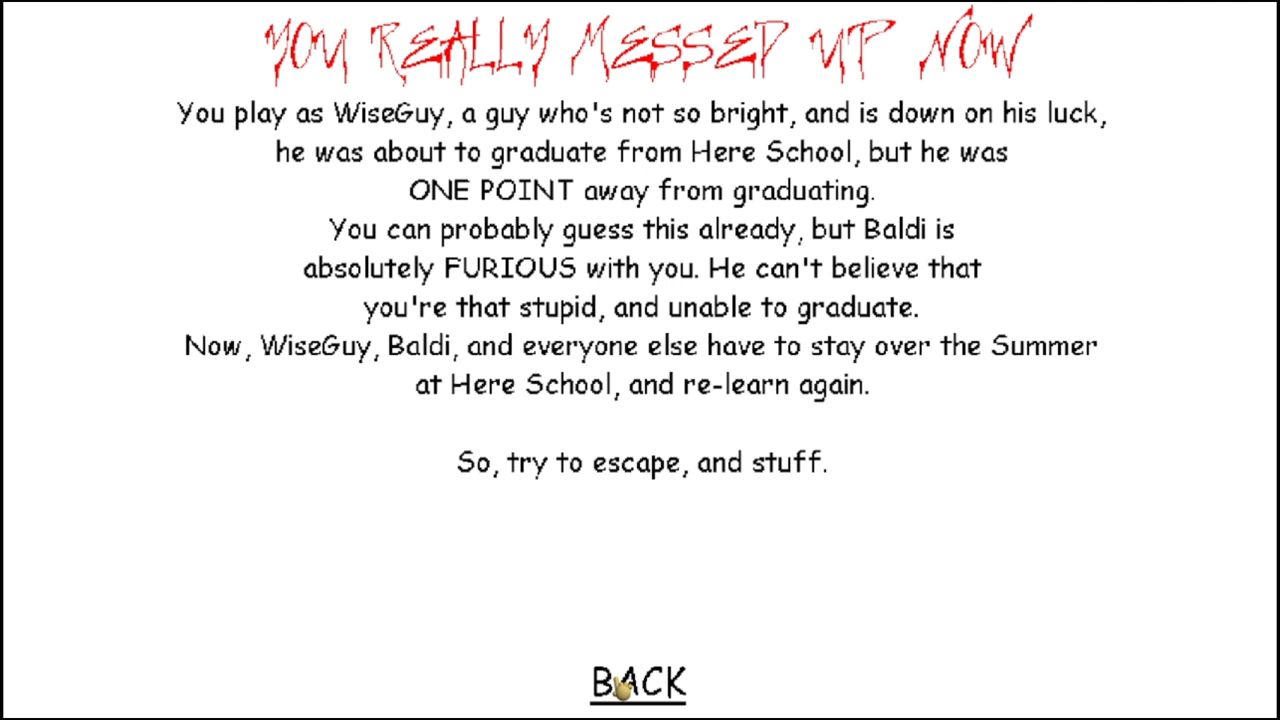 YOU REALLY MESSED UP NOW
You play as WiseGuy, a guy who's not so bright, and is down on his luck,
he was about to graduate from Here School, but he was
ONE POINT away from graduating.
You can probably guess this already, but Baldi is
absolutely FURIOUS with you. He can't believe that
you're that stupid, and unable to graduate.
Now, WiseGuy, Baldi, and everyone else have to stay over the Summer
at Here School, and re-learn again.
So, try to escape, and stuff.
BACK